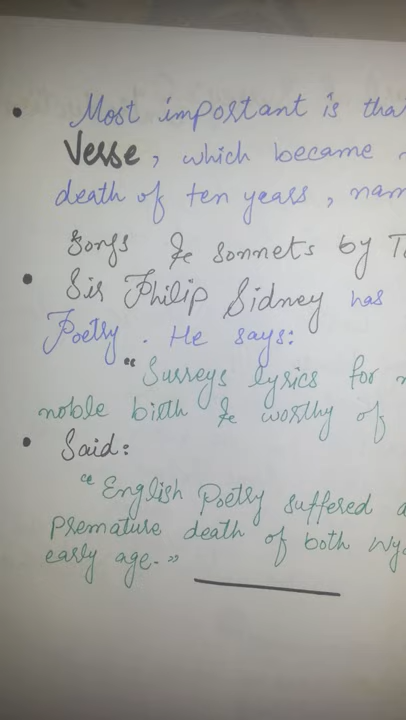 • Most important is tha
Verse, which became
death of ten years, nam
Songs & sonnets by T
• Sir Philip Sidney has
Poetry. He says:
"Surreys lyrics for
noble birth & worthy of
• Said:
"English Poetry suffered a
Premature death of both Wy
early age."